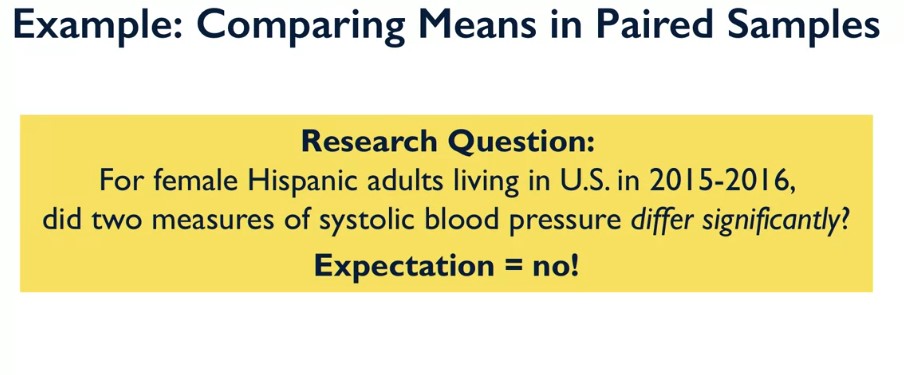 Example: Comparing Means in Paired Samples
Research Question:
For female Hispanic adults living in U.S. in 2015-2016,
did two measures of systolic blood pressure differ significantly?
Expectation = no!